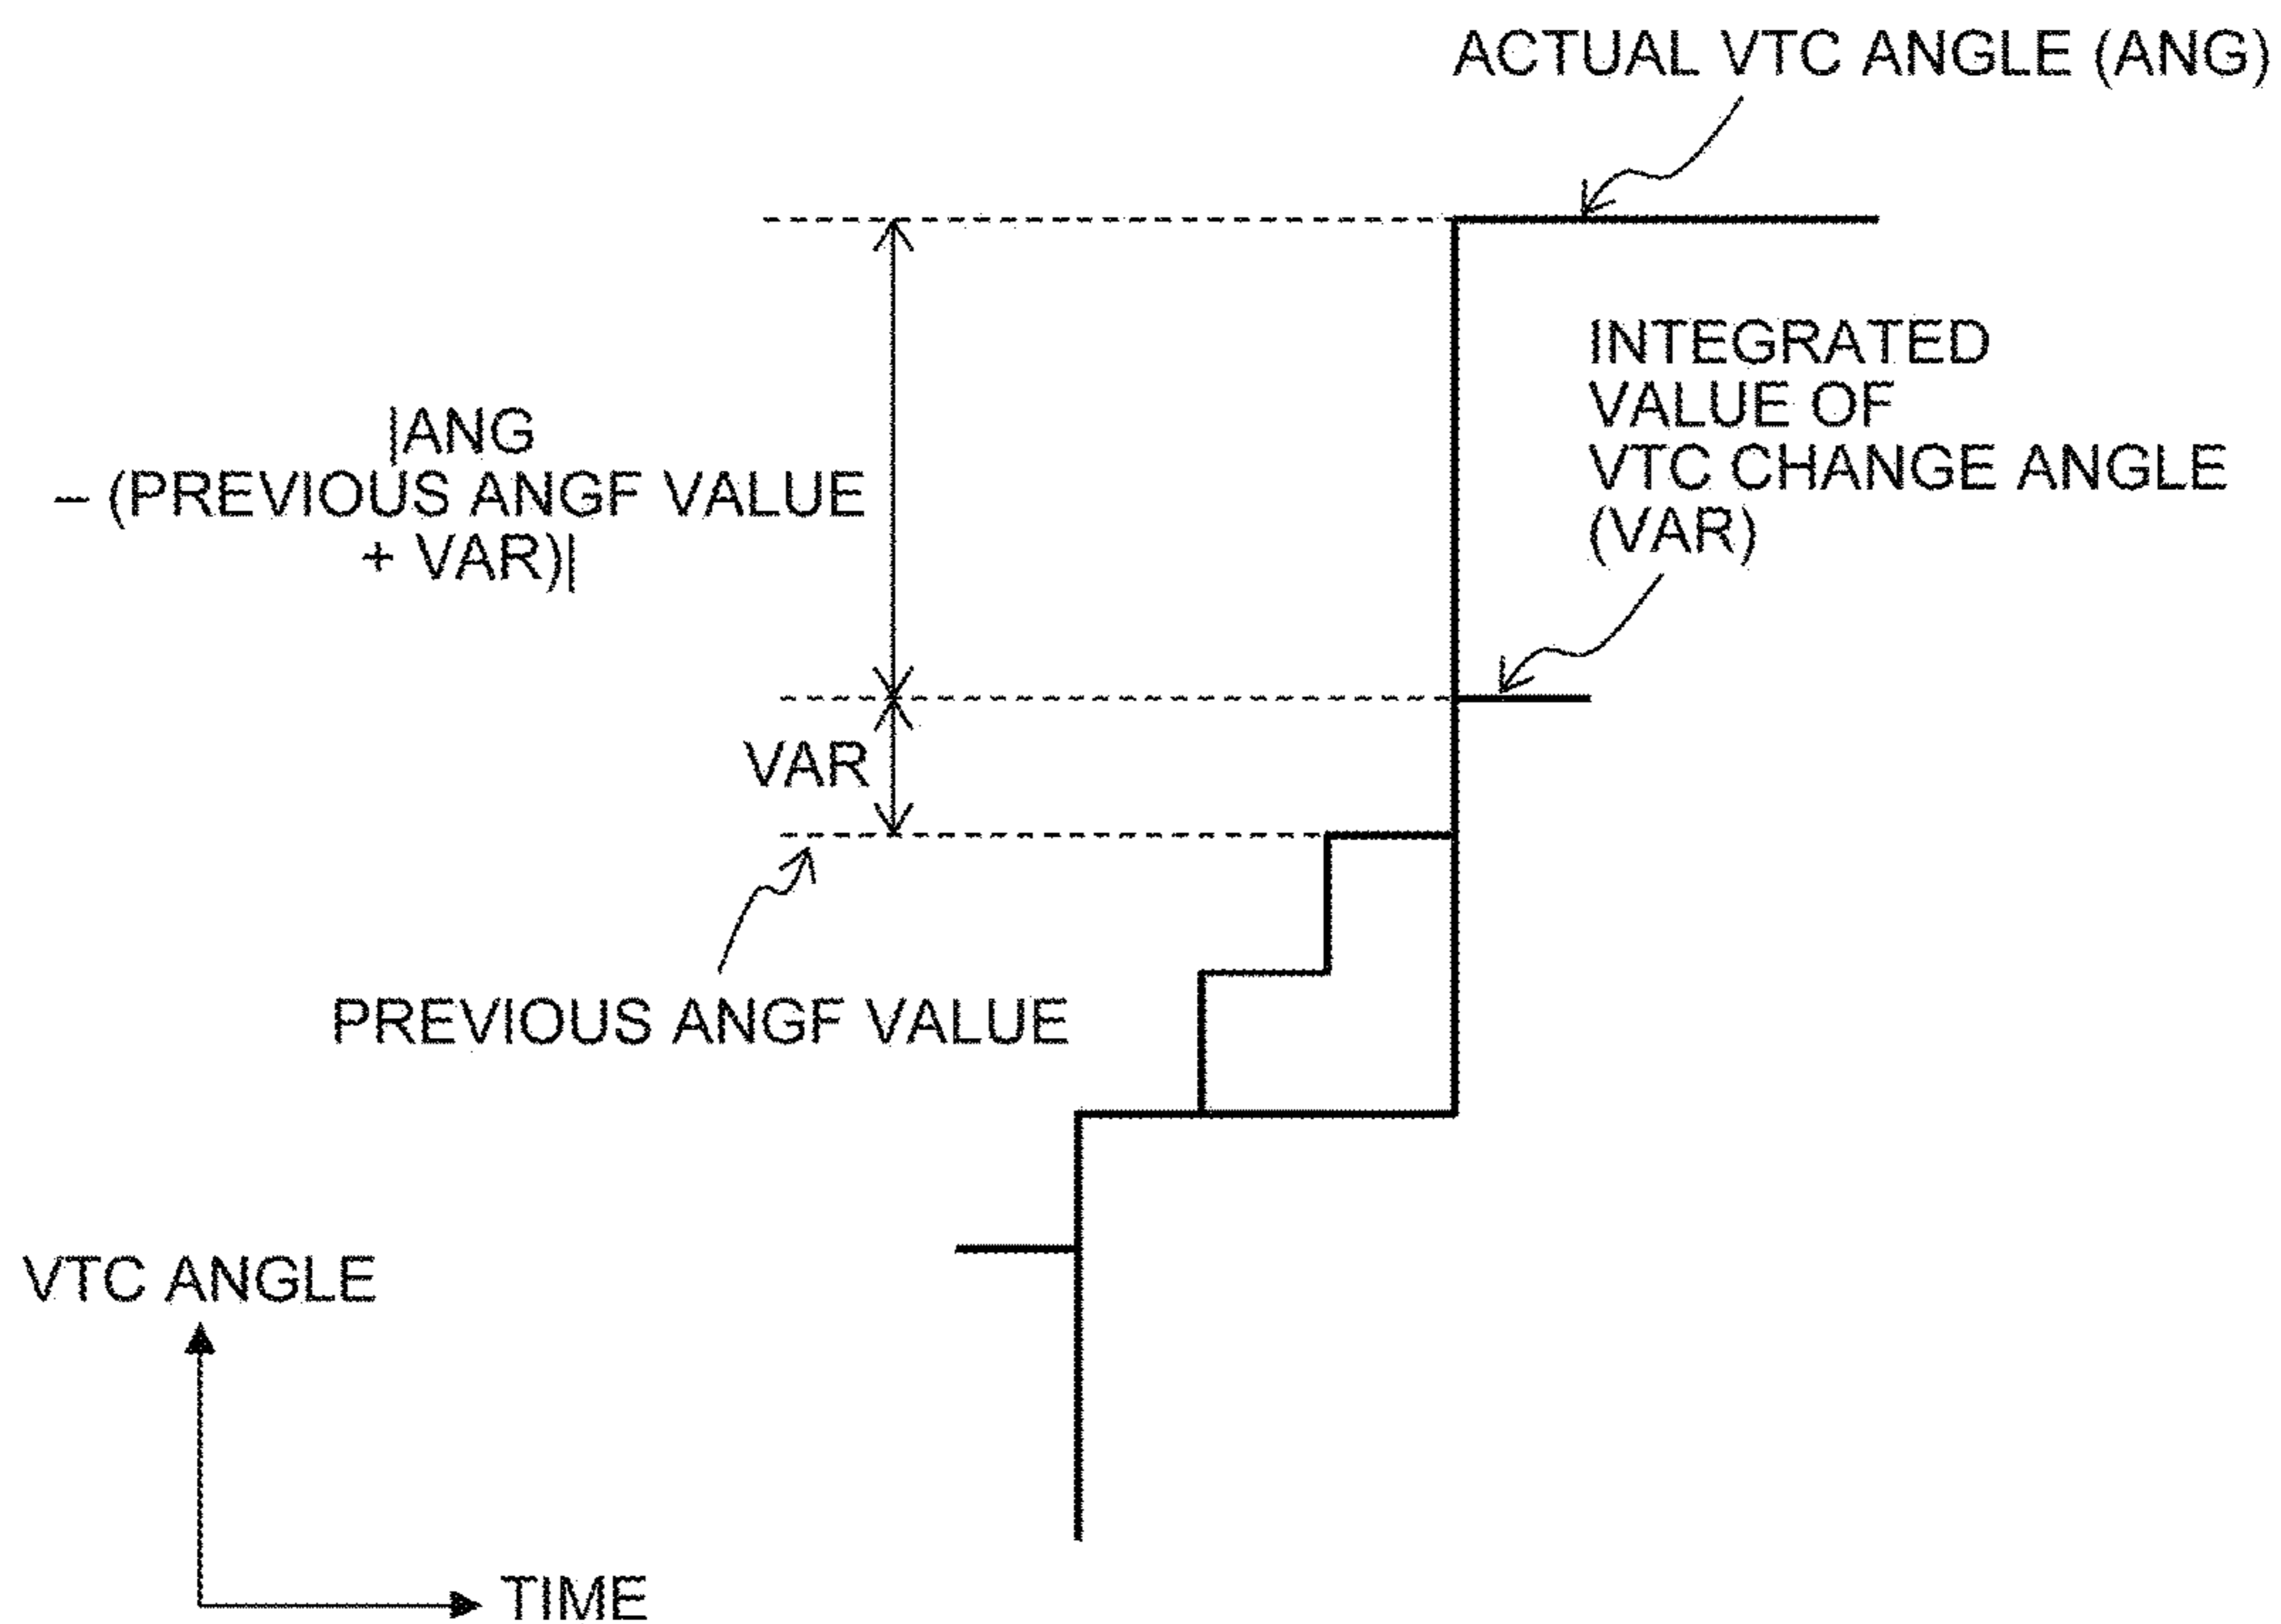 ACTUAL VTC ANGLE (ANG)
INTEGRATED
VALUE OF
VTC CHANGE ANGLE
(VAR)
|ANG
– (PREVIOUS ANGF VALUE
+ VAR)|
VAR
PREVIOUS ANGF VALUE
VTC ANGLE
TIME